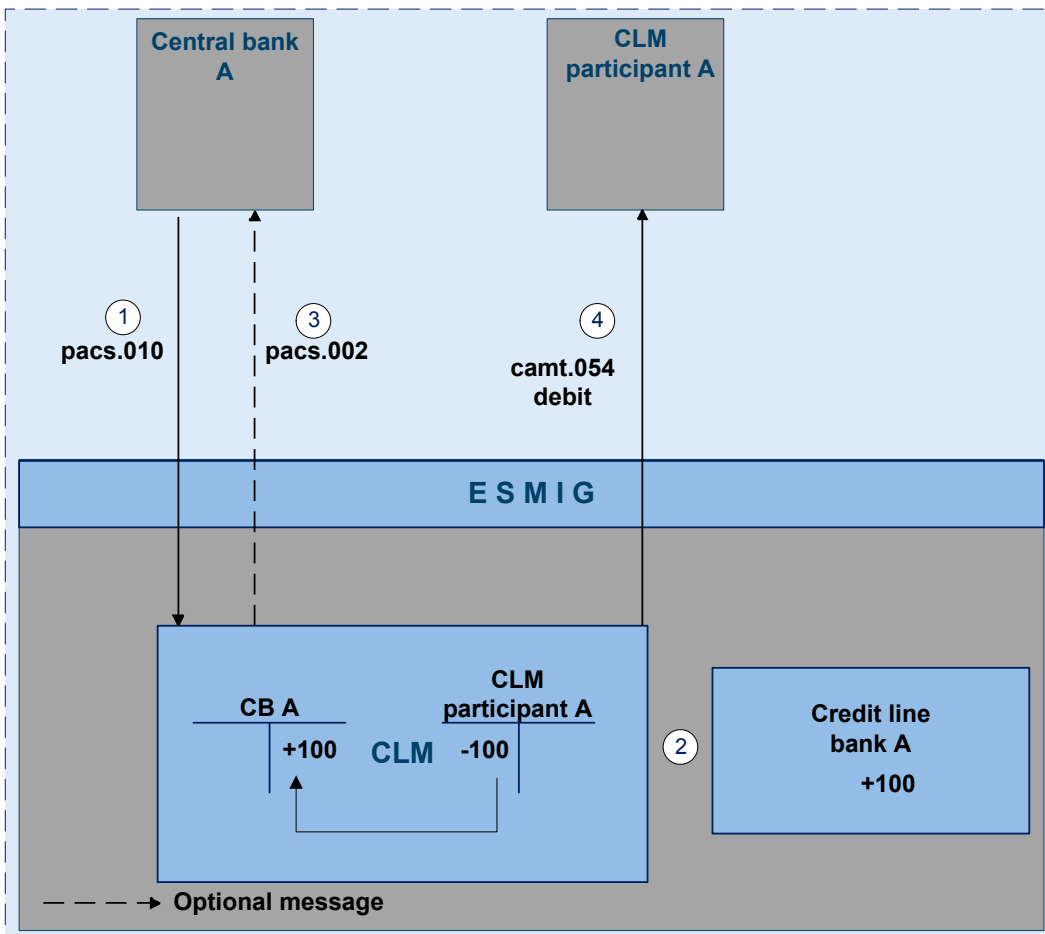 Central bank
A
CLM
participant A
1
pacs.010
3
pacs.002
4
camt.054
debit
E S M I G
CB A
+100
CLM
CLM
participant A
-100
2
Credit line
bank A
+100
Optional message